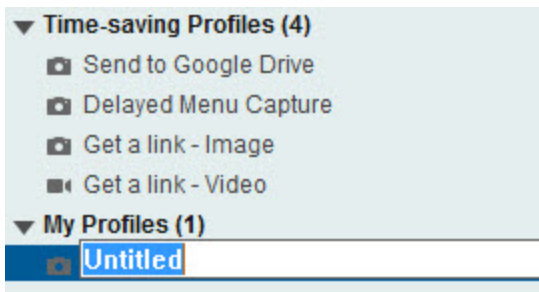 Time-saving Profiles (4)
Send to Google Drive
Delayed Menu Capture
Get a link - Image
Get a link - Video
My Profiles (1)
Untitled